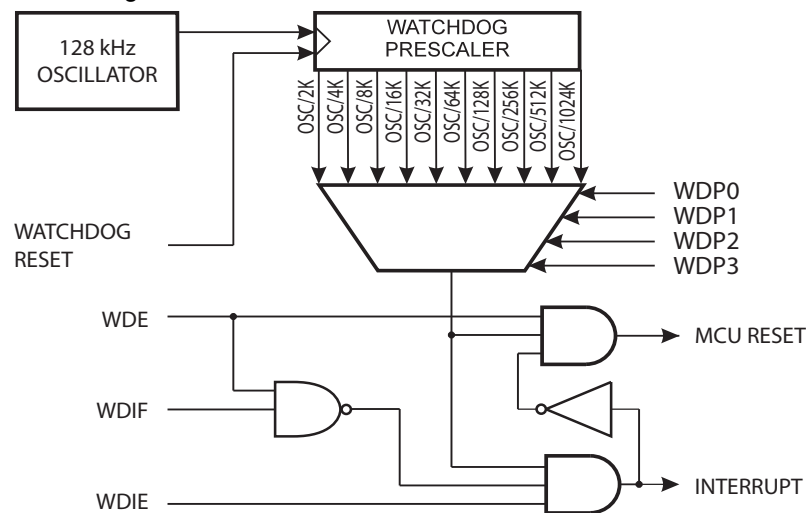 128 kHz
OSCILLATOR
WATCHDOG
PRESCALER
OSC/2K
OSC/4K
OSC/8K
OSC/16K
OSC/32K
OSC/64K
OSC/128K
OSC/256K
OSC/512K
OSC/1024K
WDP0
WDP1
WDP2
WDP3
WATCHDOG
RESET
WDE
MCU RESET
WDIF
INTERRUPT
WDIE